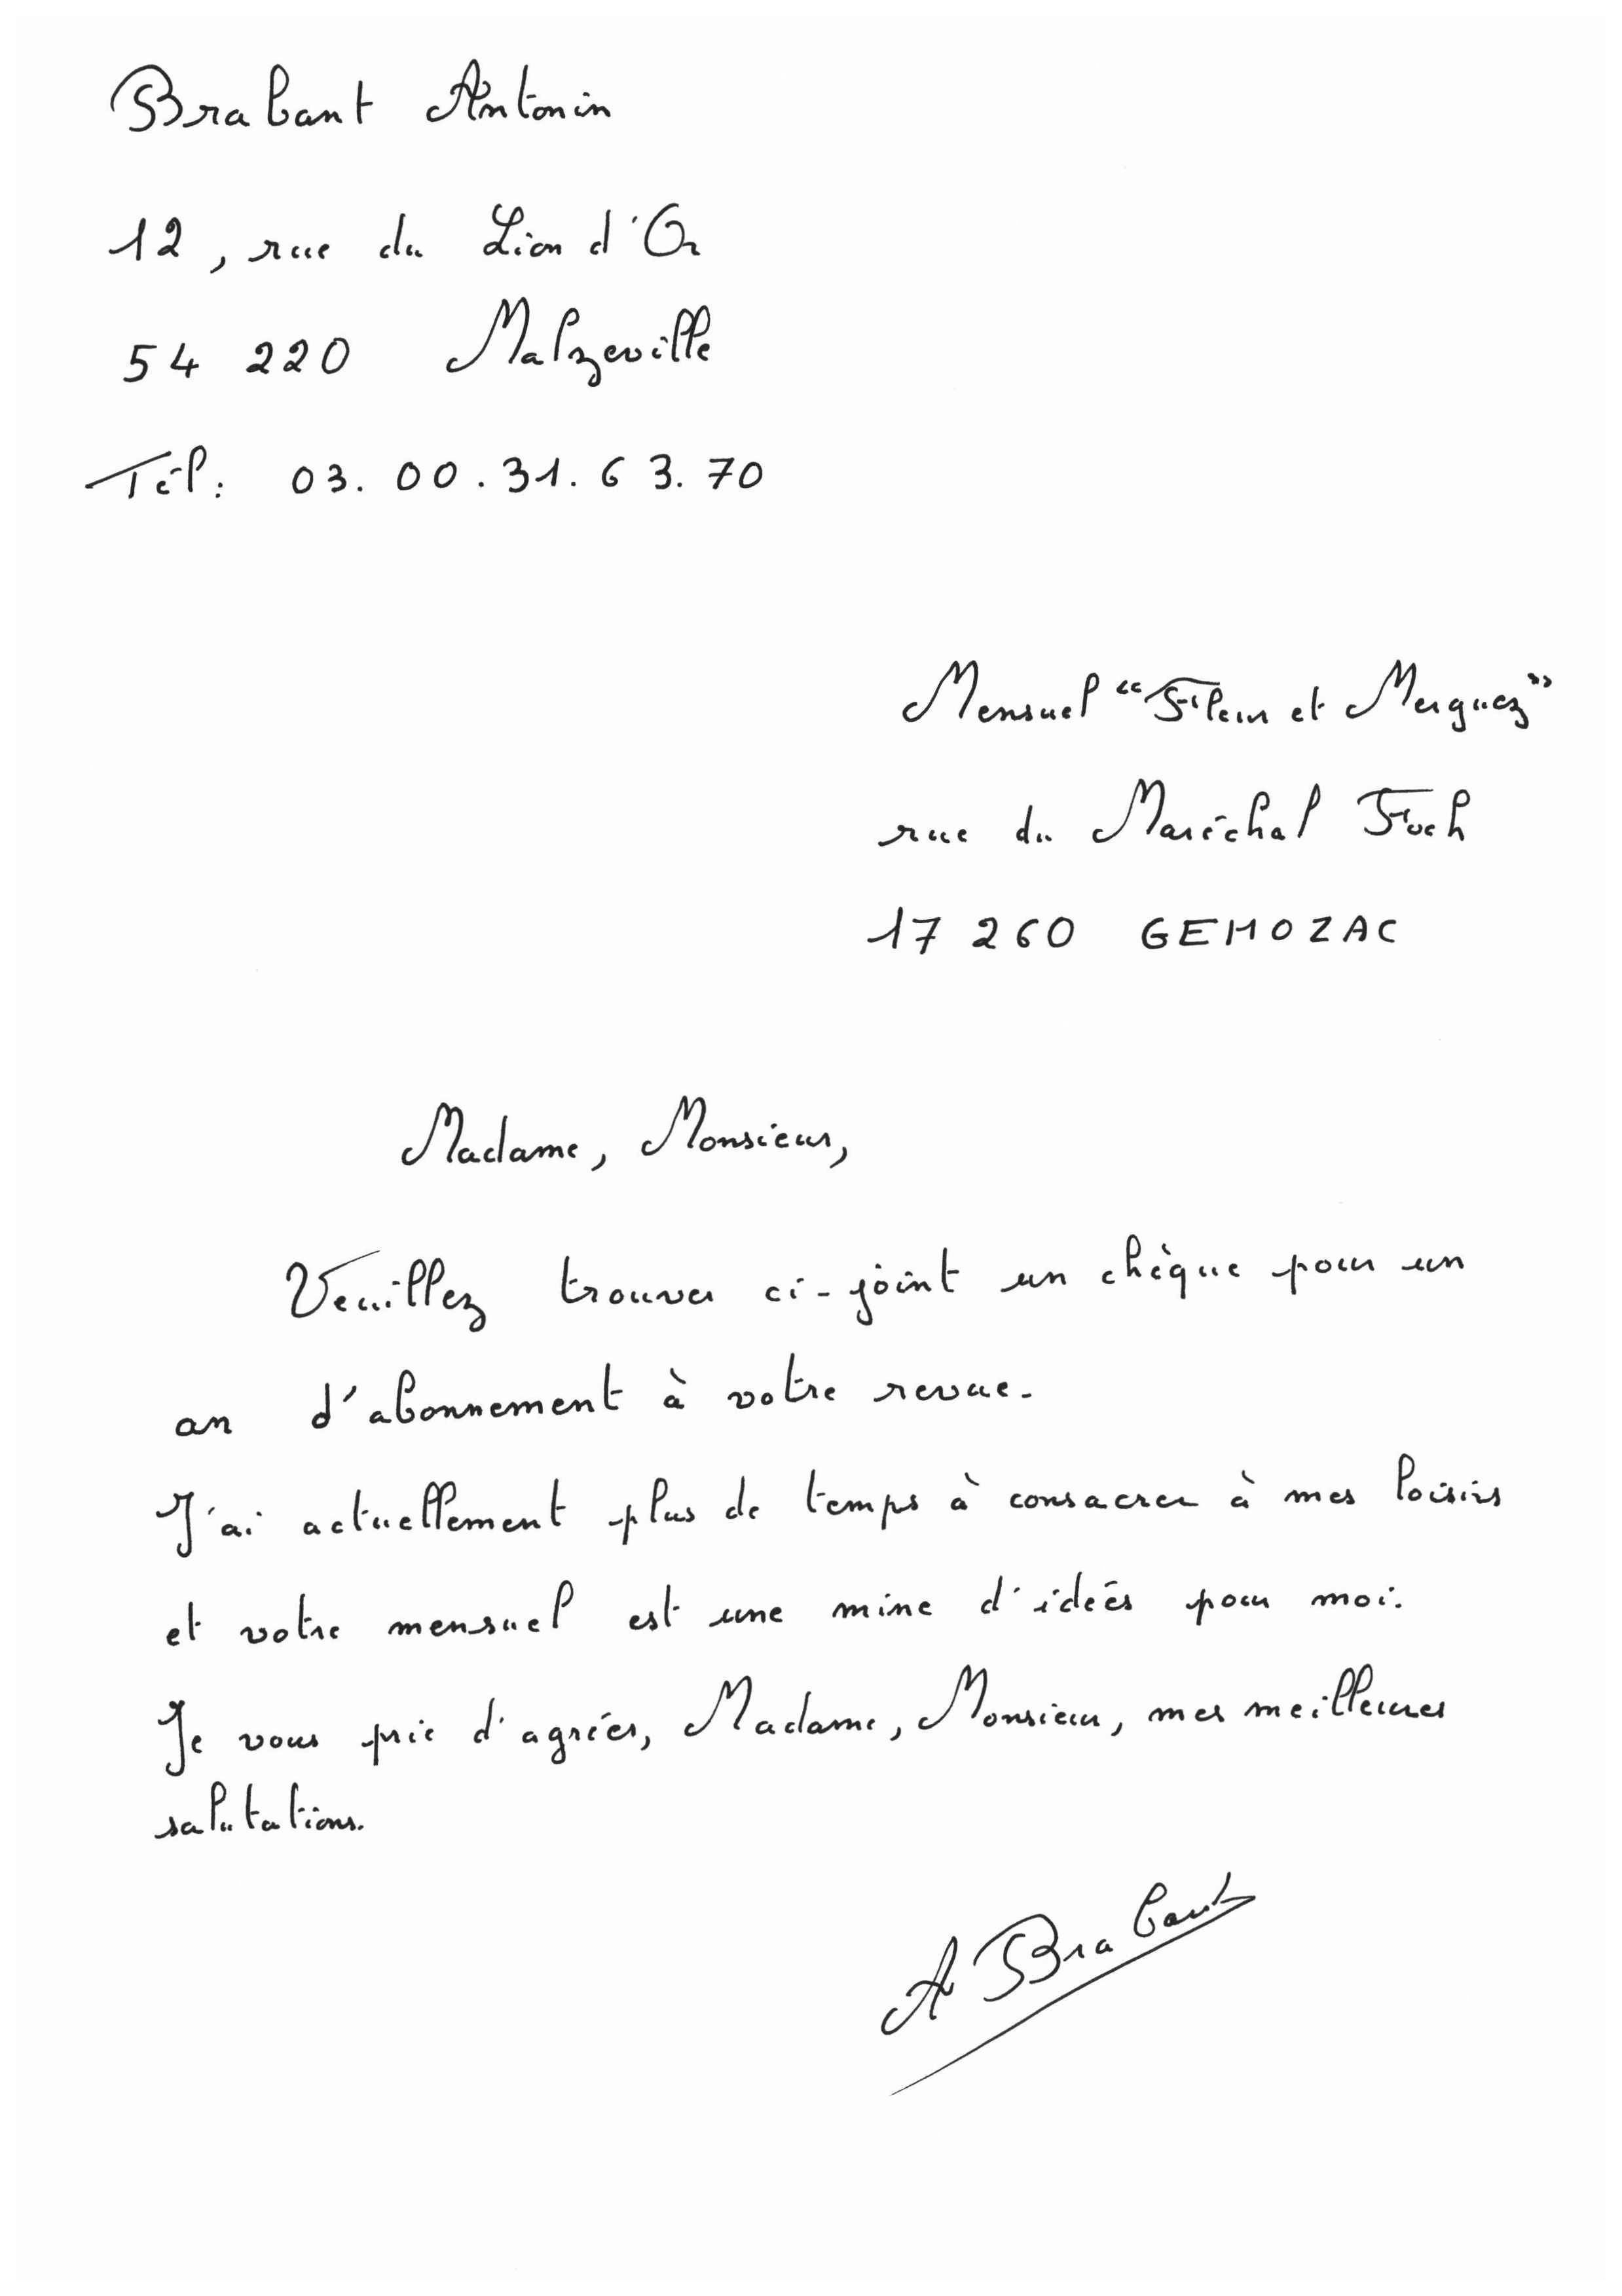 Brabant Antonin
12, rue du Lion d'Or
54 220 Malzeville
Tél: 03.00.31.63.70
Mensuel "Fleur et Merguez"
rue du Maréchal Foch
17 260 GEMOZAC
Madame, Monsieur,
Veuillez trouver ci-joint un chèque pour un
an d'abonnement à votre revue.
J'ai actuellement plus de temps à consacrer à mes loisirs
et votre mensuel est une mine d'idées pour moi.
Je vous prie d'agréer, Madame, Monsieur, mes meilleures
salutations.
A Brabant